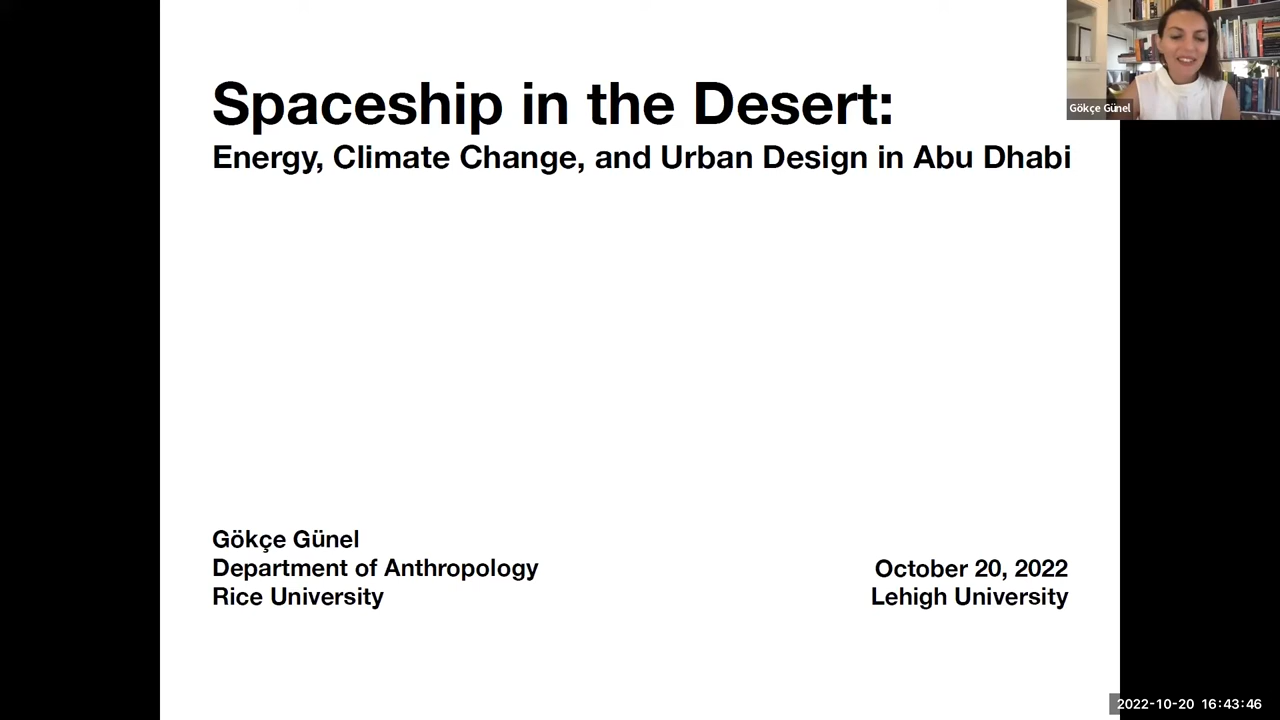 Spaceship in the Desert:
Energy, Climate Change, and Urban Design in Abu Dhabi
Gökçe Günel
Gökçe Günel
Department of Anthropology
Rice University
October 20, 2022
Lehigh University
2022-10-20 16:43:46